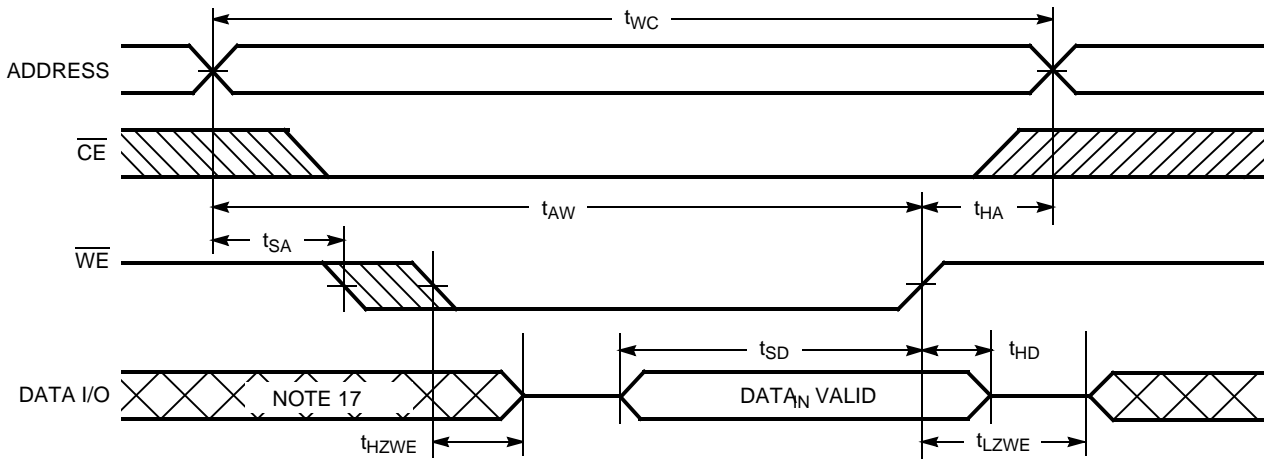 tWC
ADDRESS
CE
tAW
tHA
tSA
WE
tSD
tHD
DATA I/O
NOTE 17
DATAIN VALID
tHZWE
tLZWE